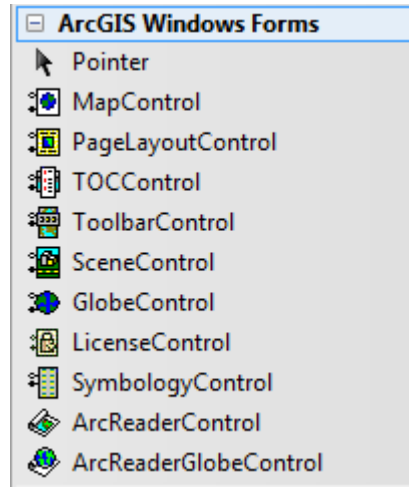 ArcGIS Windows Forms
Pointer
MapControl
PageLayoutControl
TOCControl
ToolbarControl
SceneControl
GlobeControl
LicenseControl
SymbologyControl
ArcReaderControl
ArcReaderGlobeControl